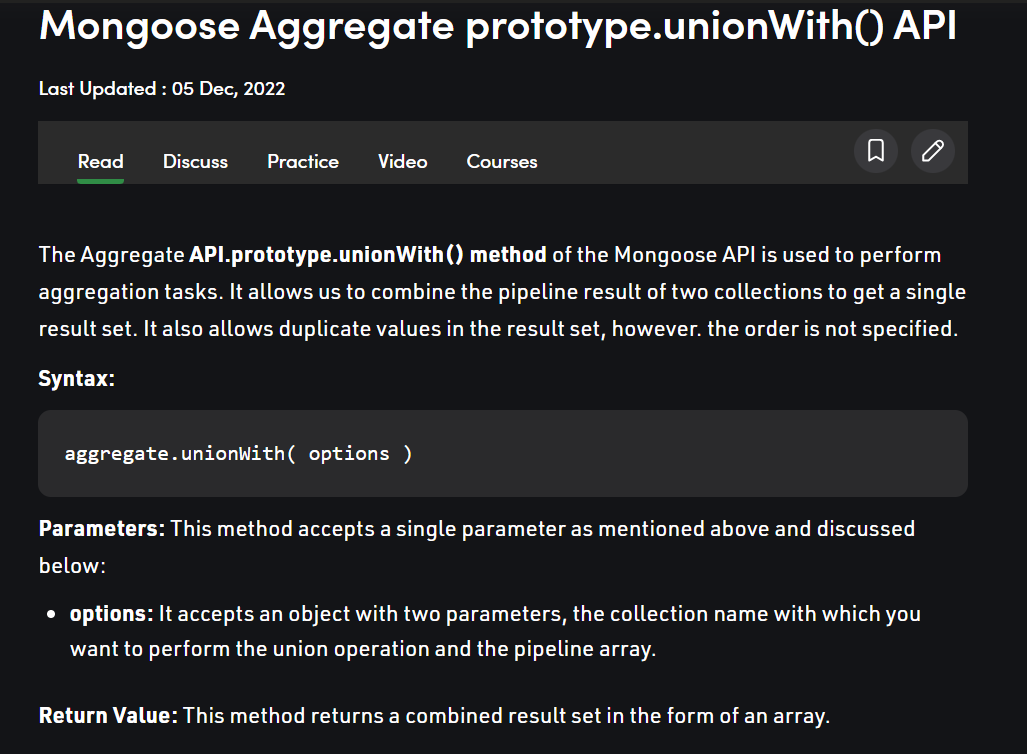 Mongoose Aggregate prototype.unionWith() API
Last Updated : 05 Dec, 2022
Read Discuss Practice Video Courses
The Aggregate API.prototype.unionWith() method of the Mongoose API is used to perform
aggregation tasks. It allows us to combine the pipeline result of two collections to get a single
result set. It also allows duplicate values in the result set, however. the order is not specified.
Syntax:
aggregate.unionWith( options )
Parameters: This method accepts a single parameter as mentioned above and discussed
below:
• options: It accepts an object with two parameters, the collection name with which you
want to perform the union operation and the pipeline array.
Return Value: This method returns a combined result set in the form of an array.